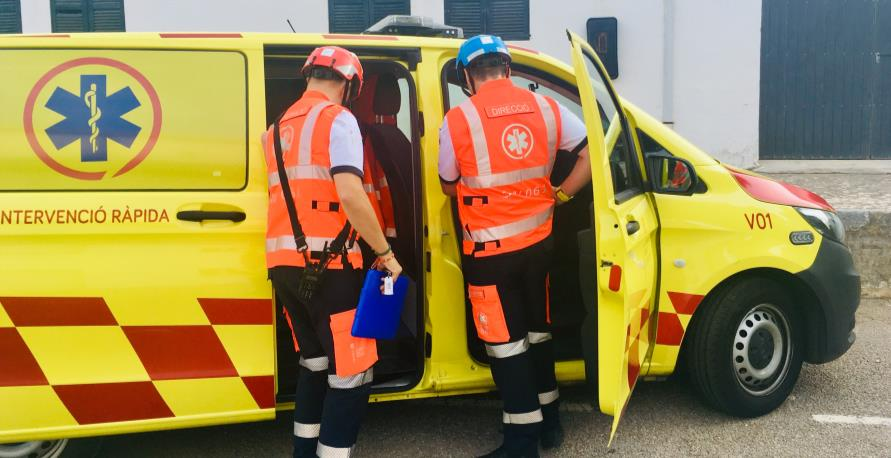 INTERVENCIÓ RÀPIDA
DIRECCIÓ
V01